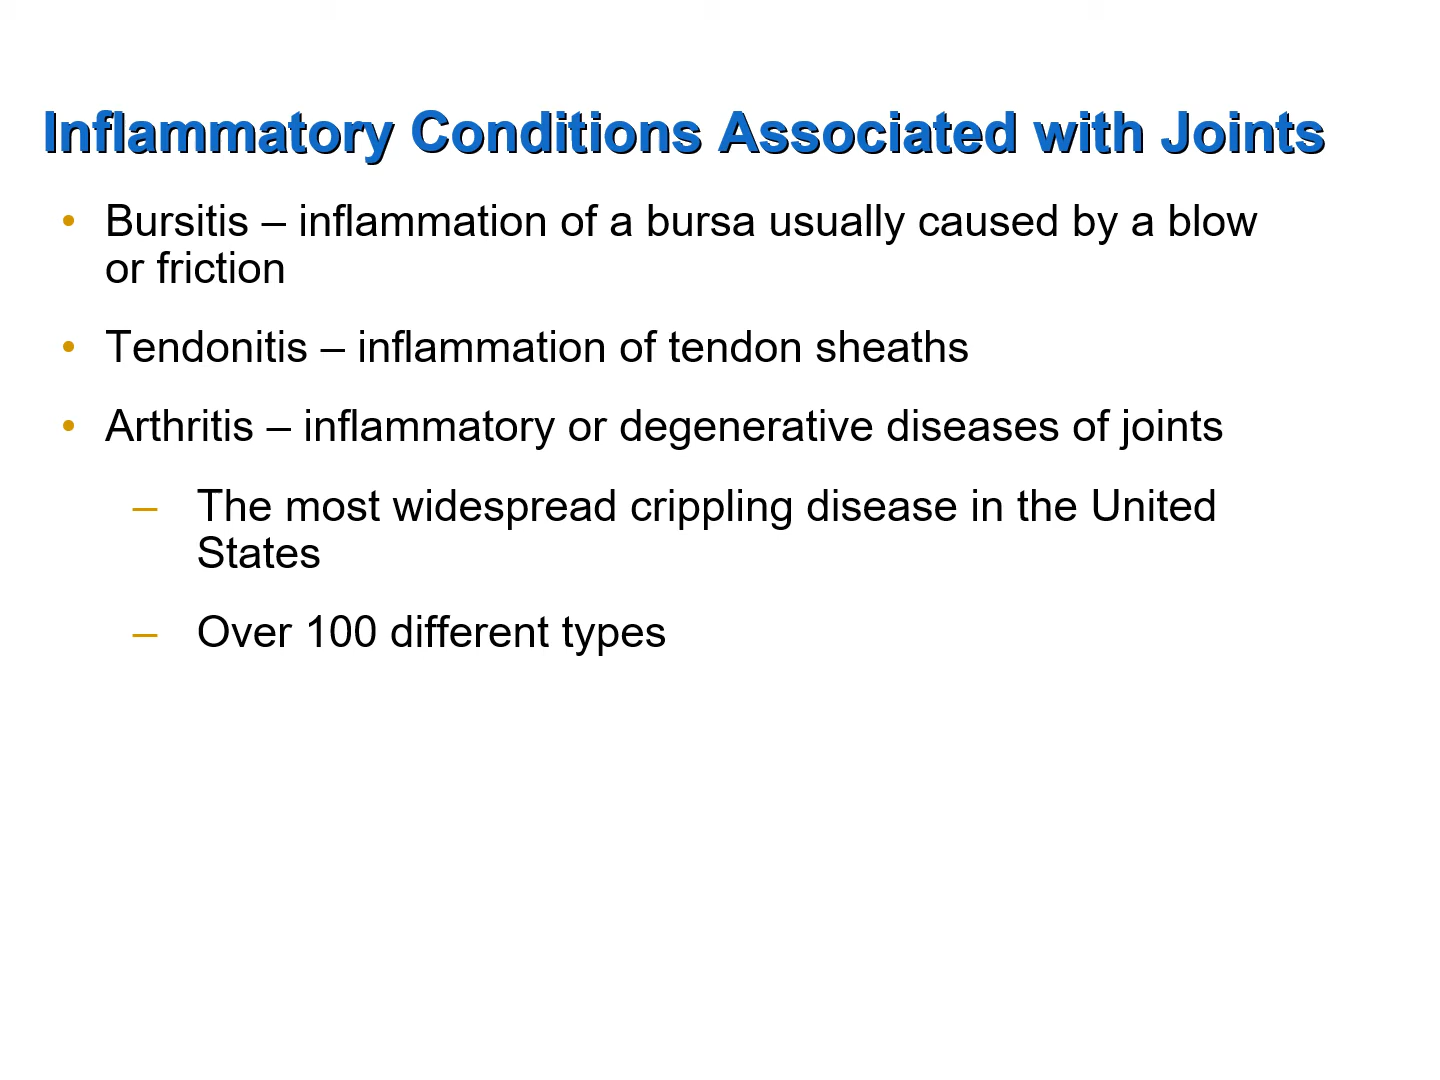 Inflammatory Conditions Associated with Joints
• Bursitis – inflammation of a bursa usually caused by a blow
or friction
• Tendonitis – inflammation of tendon sheaths
• Arthritis – inflammatory or degenerative diseases of joints
– The most widespread crippling disease in the United
States
– Over 100 different types